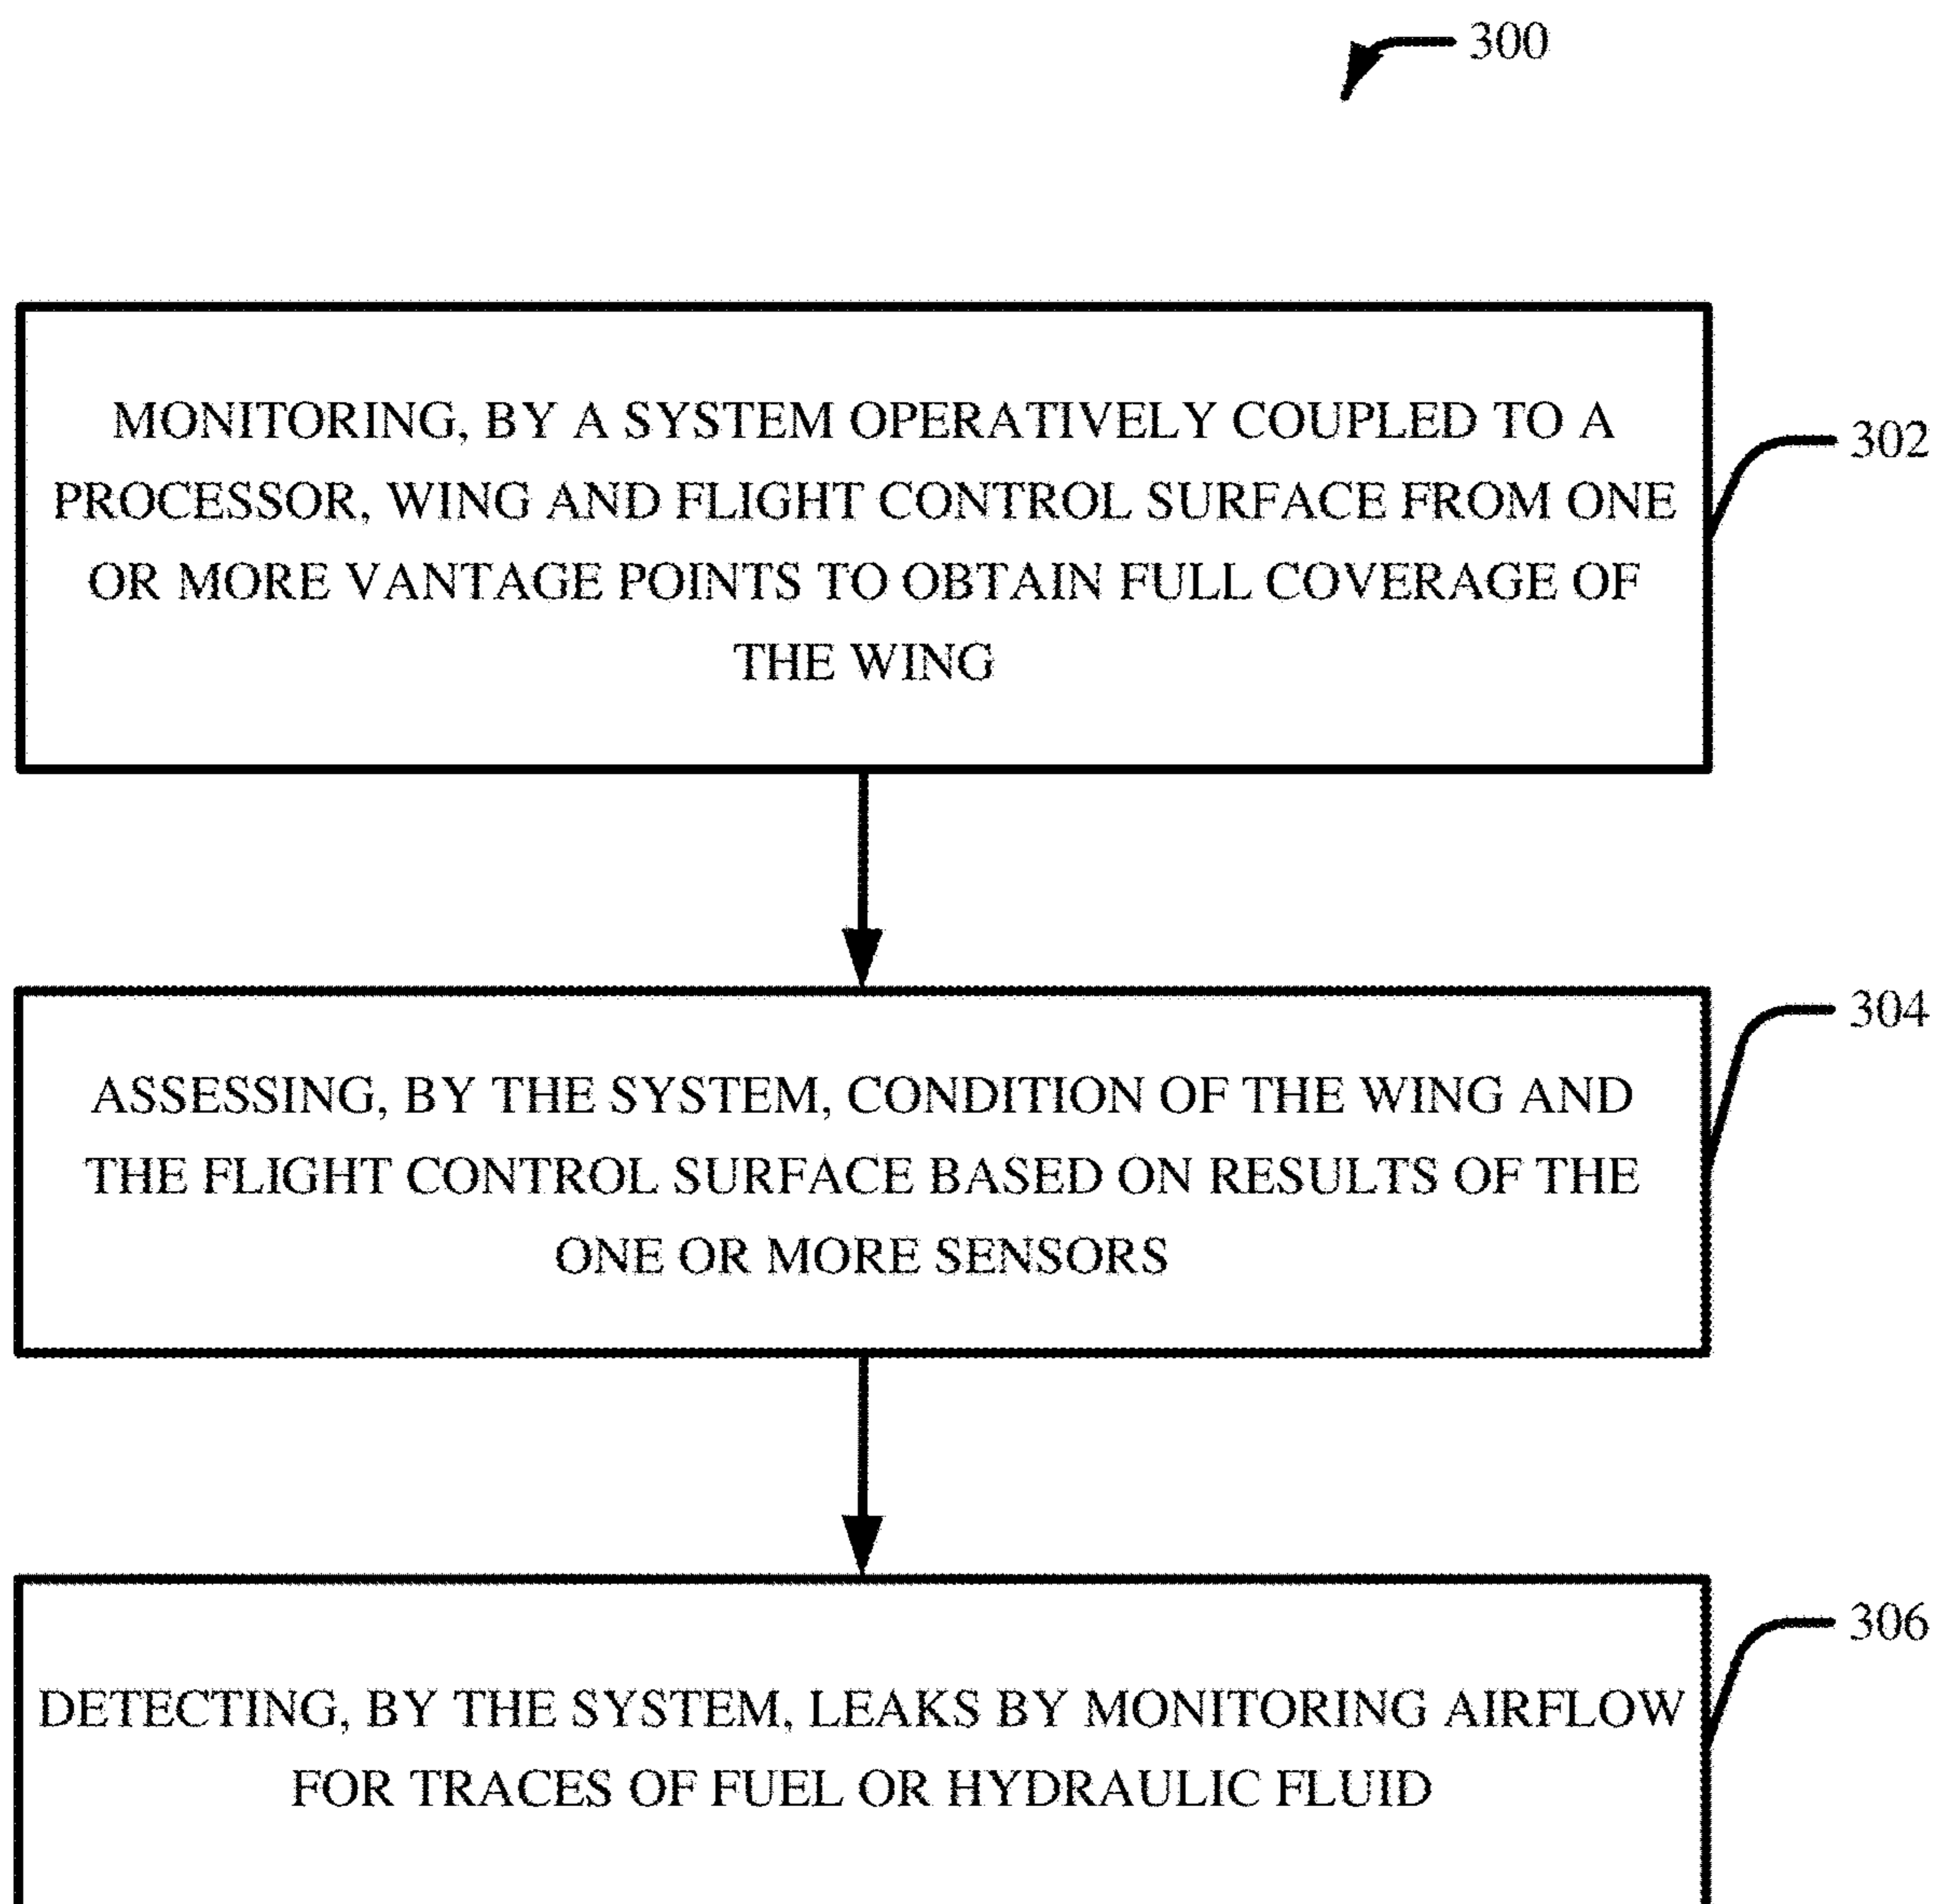 300
MONITORING, BY A SYSTEM OPERATIVELY COUPLED TO A
PROCESSOR, WING AND FLIGHT CONTROL SURFACE FROM ONE
OR MORE VANTAGE POINTS TO OBTAIN FULL COVERAGE OF
THE WING
302
ASSESSING, BY THE SYSTEM, CONDITION OF THE WING AND
THE FLIGHT CONTROL SURFACE BASED ON RESULTS OF THE
ONE OR MORE SENSORS
304
DETECTING, BY THE SYSTEM, LEAKS BY MONITORING AIRFLOW
FOR TRACES OF FUEL OR HYDRAULIC FLUID
306